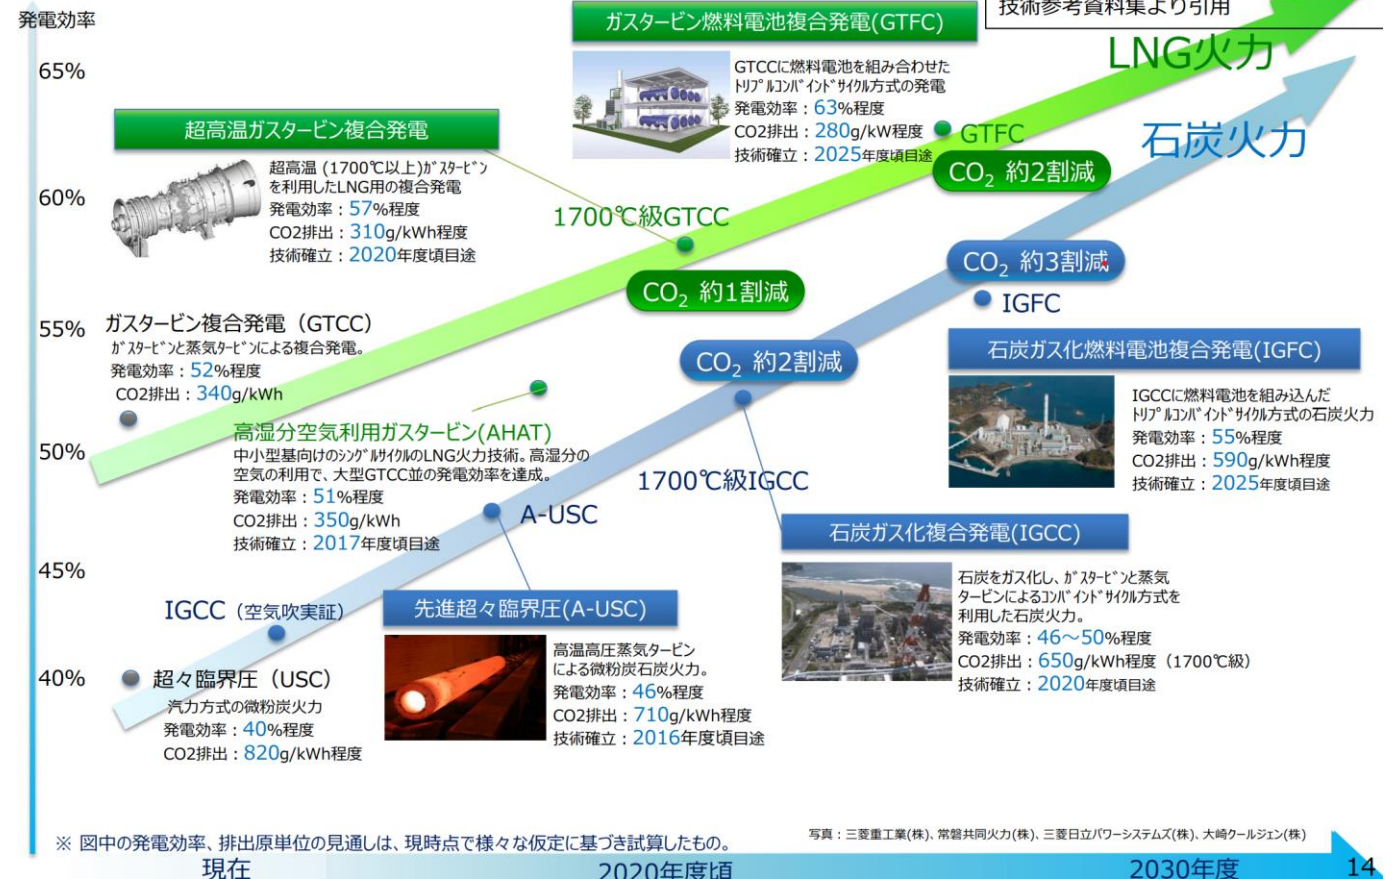 発電効率
技術参考資料集より引用
65%
60%
55%
50%
45%
40%
ガスタービン燃料電池複合発電(GTFC)
GTCCに燃料電池を組み合わせた
ﾄﾘﾌﾟﾙｺﾝﾊﾞｲﾝﾄﾞｻｲｸﾙ方式の発電
発電効率：63%程度
CO2排出：280g/kW程度
技術確立：2025年度頃目途
GTFC
LNG火力
石炭火力
CO₂ 約2割減
超高温ガスタービン複合発電
超高温 (1700℃以上)ｶﾞｽﾀｰﾋﾞﾝ
を利用したLNG用の複合発電
発電効率：57%程度
CO2排出：310g/kWh程度
技術確立：2020年度頃目途
1700℃級GTCC
CO₂ 約1割減
CO₂ 約3割減
IGFC
ガスタービン複合発電（GTCC）
ｶﾞｽﾀｰﾋﾞﾝと蒸気ﾀｰﾋﾞﾝによる複合発電。
発電効率：52%程度
CO2排出：340g/kWh
CO₂ 約2割減
石炭ガス化燃料電池複合発電(IGFC)
IGCCに燃料電池を組み込んだ
ﾄﾘﾌﾟﾙｺﾝﾊﾞｲﾝﾄﾞｻｲｸﾙ方式の石炭火力
発電効率：55%程度
CO2排出：590g/kWh程度
技術確立：2025年度頃目途
高湿分空気利用ガスタービン(AHAT)
中小型基向けのｼﾝｸﾞﾙｻｲｸﾙのLNG火力技術。高湿分の
空気の利用で、大型GTCC並の発電効率を達成。
発電効率：51%程度
CO2排出：350g/kWh
技術確立：2017年度頃目途
1700℃級IGCC
A-USC
石炭ガス化複合発電(IGCC)
石炭をガス化し、ｶﾞｽﾀｰﾋﾞﾝと蒸気
タービンによるｺﾝﾊﾞｲﾝﾄﾞｻｲｸﾙ方式を
利用した石炭火力。
発電効率：46～50%程度
CO2排出：650g/kWh程度（1700℃級）
技術確立：2020年度頃目途
IGCC（空気吹実証）
先進超々臨界圧(A-USC)
高温高圧蒸気タービン
による微粉炭石炭火力。
発電効率：46%程度
CO2排出：710g/kWh程度
技術確立：2016年度頃目途
超々臨界圧（USC）
汽力方式の微粉炭火力
発電効率：40%程度
CO2排出：820g/kWh程度
※ 図中の発電効率、排出原単位の見通しは、現時点で様々な仮定に基づき試算したもの。
写真：三菱重工業(株)、常磐共同火力(株)、三菱日立パワーシステムズ(株)、大崎クールジェン(株)
現在
2020年度頃
2030年度
14